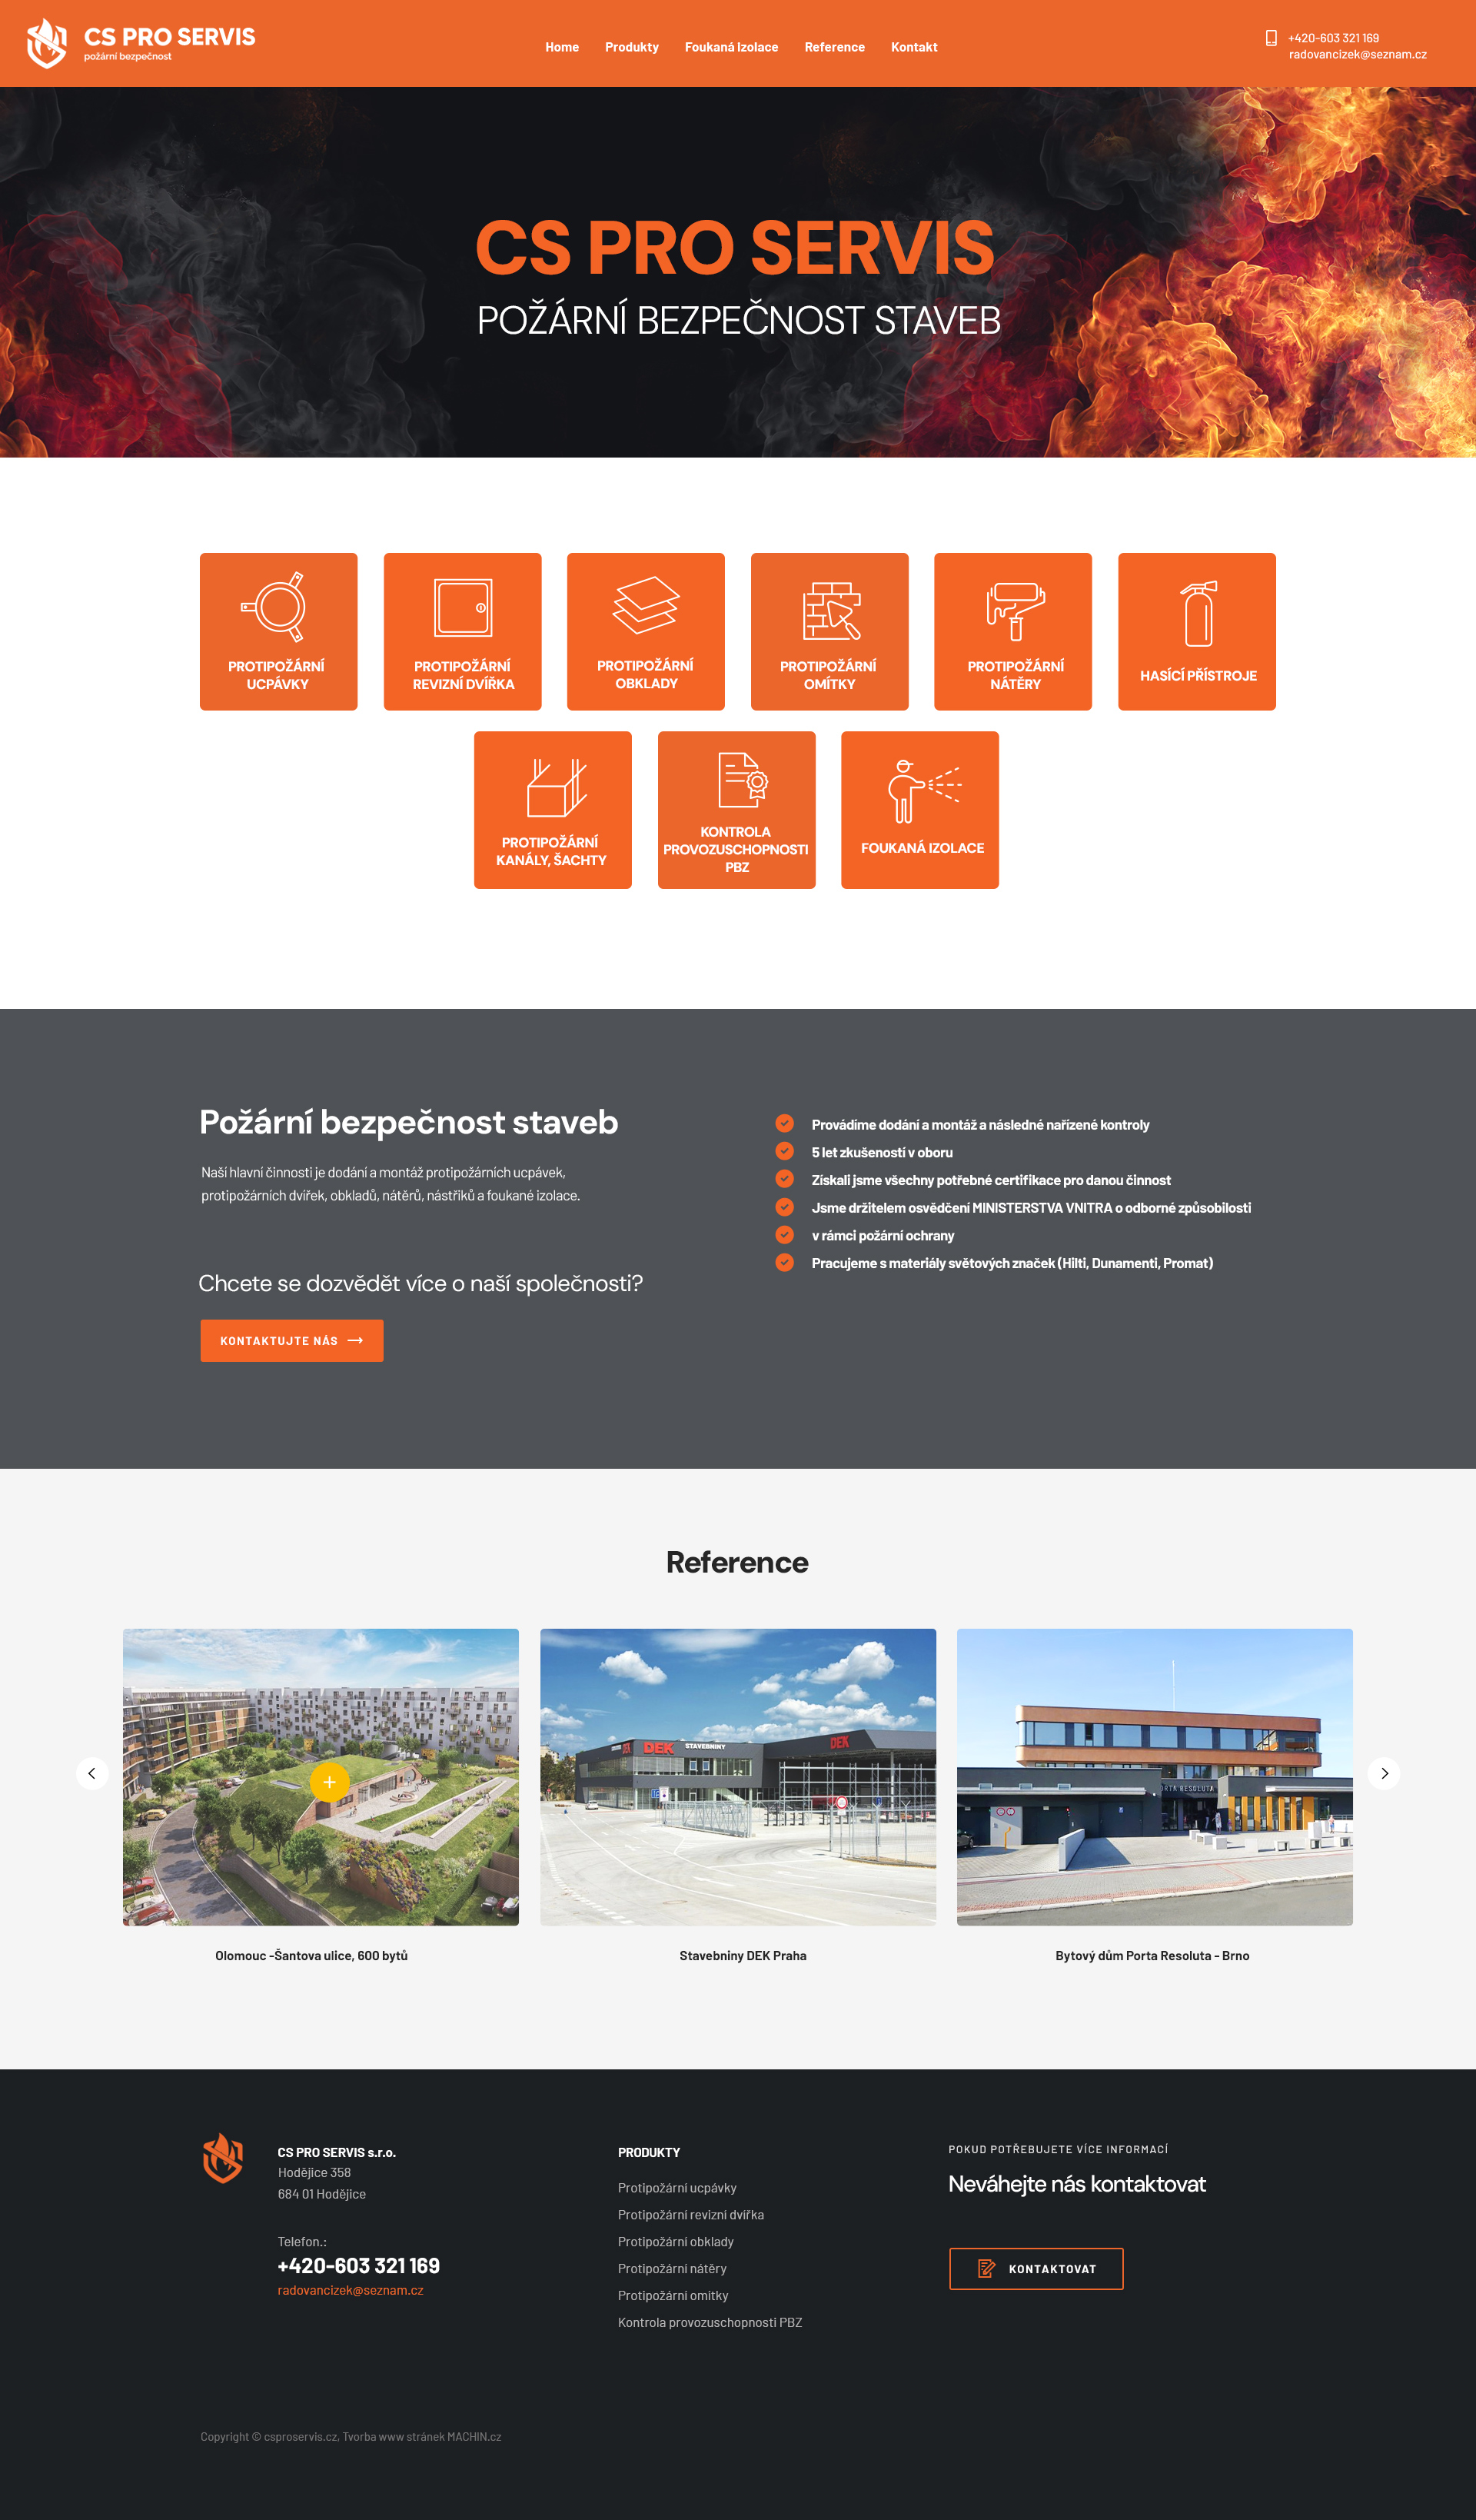 CS PRO SERVIS
požární bezpečnost
Home Produkty Foukaná Izolace Reference Kontakt
+420-603 321 169
radovancizek@seznam.cz
CS PRO SERVIS
POŽÁRNÍ BEZPEČNOST STAVEB
PROTIPOŽÁRNÍ
UCPÁVKY
PROTIPOŽÁRNÍ
REVIZNÍ DVÍŘKA
PROTIPOŽÁRNÍ
OBKLADY
PROTIPOŽÁRNÍ
OMÍTKY
PROTIPOŽÁRNÍ
NÁTĚRY
HASÍCÍ PŘÍSTROJE
PROTIPOŽÁRNÍ
KANÁLY, ŠACHTY
KONTROLA
PROVOZUSCHOPNOSTI
PBZ
FOUKANÁ IZOLACE
Požární bezpečnost staveb
Naší hlavní činnosti je dodání a montáž protipožárních ucpávek,
protipožárních dvířek, obkladů, nátěrů, nástřiků a foukané izolace.
Chcete se dozvědět více o naší společnosti?
KONTAKTUJTE NÁS
Provádíme dodání a montáž a následné nařízené kontroly
5 let zkušeností v oboru
Získali jsme všechny potřebné certifikace pro danou činnost
Jsme držitelem osvědčení MINISTERSTVA VNITRA o odborné způsobilosti
v rámci požární ochrany
Pracujeme s materiály světových značek (Hilti, Dunamenti, Promat)
Reference
DEK
DEK
STAVEBNINY
DEK
ORTA RESOLUTA
Olomouc -Šantova ulice, 600 bytů
Stavebniny DEK Praha
Bytový dům Porta Resoluta - Brno
CS PRO SERVIS s.r.o.
Hodějice 358
684 01 Hodějice
Telefon.:
+420-603 321 169
radovancizek@seznam.cz
PRODUKTY
Protipožární ucpávky
Protipožární revizní dvířka
Protipožární obklady
Protipožární nátěry
Protipožární omítky
Kontrola provozuschopnosti PBZ
POKUD POTŘEBUJETE VÍCE INFORMACÍ
Neváhejte nás kontaktovat
KONTAKTOVAT
Copyright © csproservis.cz, Tvorba www stránek MACHIN.cz